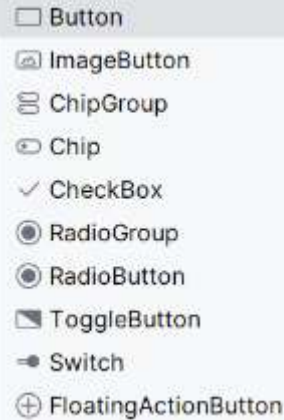 Button
ImageButton
ChipGroup
Chip
CheckBox
RadioGroup
RadioButton
ToggleButton
Switch
FloatingActionButton